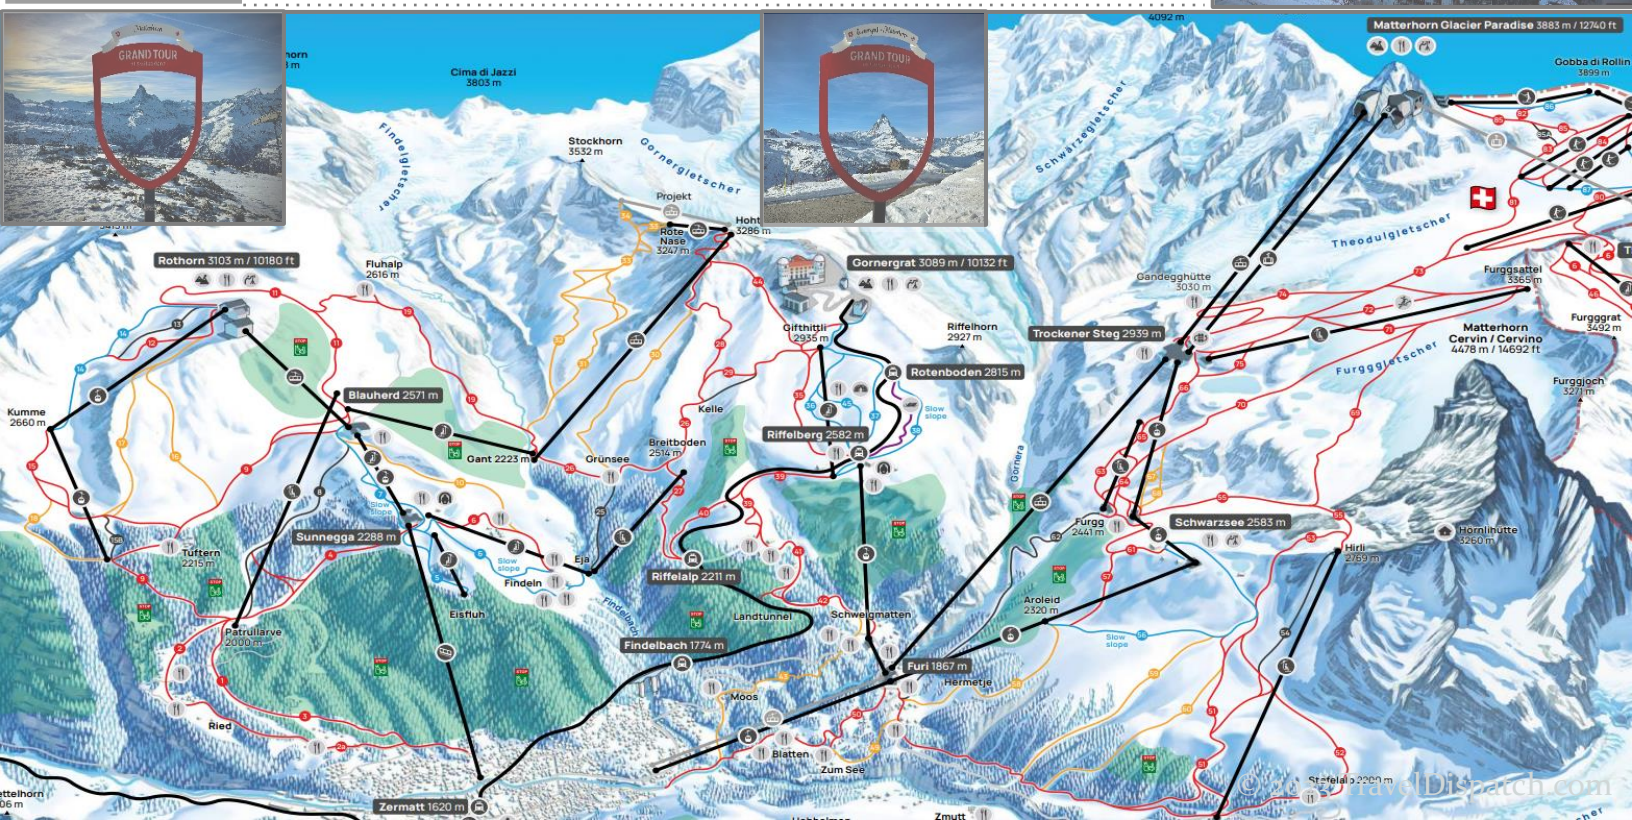 GRAND TOUR
GRAND TOUR
4092 m
Matterhorn Glacier Paradise 3883 m / 12740 ft
Gobba di Rollin
3899 m
Cima di Jazzi
3803 m
Findelgletscher
Stockhorn
3532 m
Gornergletscher
Schwärzegletscher
Projekt
Rote
Nase
3247 m
3286 m
Theodulgletscher
Rothorn 3103 m / 10180 ft
Fluhalp
2616 m
Gornergrat 3089 m / 10132 ft
Gandegghütte
3030 m
Furggsattel
3365 m
Furgggrat
3492 m
Gifthittli
2935 m
Riffelhorn
2927 m
Trockener Steg 2939 m
Matterhorn
Cervin / Cervino
4478 m / 14692 ft
Furgggletscher
Rotenboden 2815 m
Furggjoch
3271 m
Blauherd 2571 m
Kumme
2660 m
Kelle
Slow
slope
Riffelberg 2582 m
Breitboden
2514 m
Gant 2223 m
Grünsee
Gornera
Slow
slope
Sunnegga 2288 m
Furgg
2441 m
Schwarzsee 2583 m
Hörnlihütte
3260 m
Hirli
2769 m
Tuftern
2215 m
Slow
slope
Findeln
Eja
Riffelalp 2211 m
Findelbach
Eisfluh
Landtunnel
Schweigmatten
Aroleid
2320 m
Slow
slope
Patrullarve
2000 m
Findelbach 1774 m
Furi 1867 m
Hermetje
Moos
Ried
Blatten
Zum See
Stafelalp 2200 m
Zermatt 1620 m
Zmutt
TravelDispatch.com